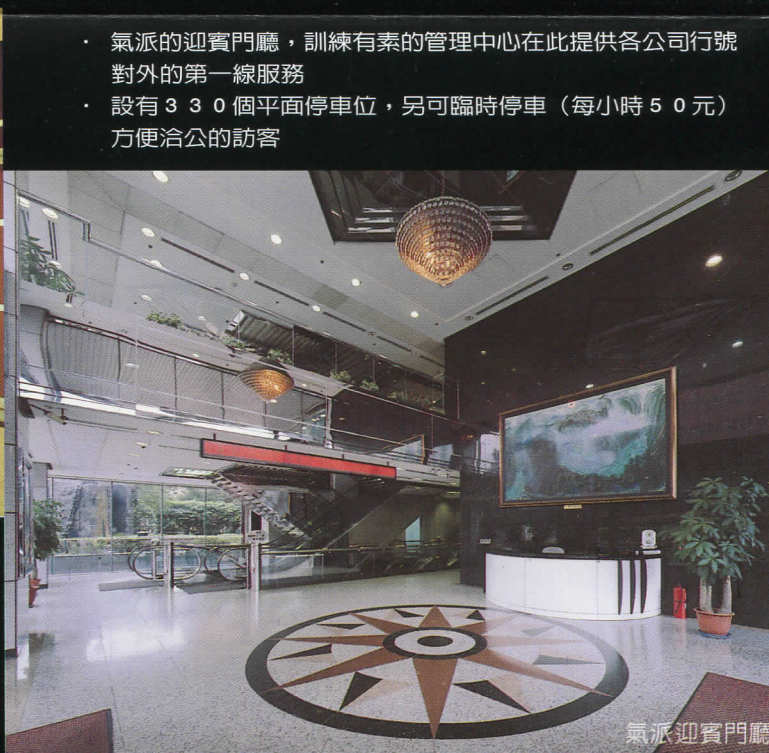 · 氣派的迎賓門廳，訓練有素的管理中心在此提供各公司行號
對外的第一線服務
· 設有３３０個平面停車位，另可臨時停車（每小時５０元）
方便洽公的訪客
氣派迎賓門廳